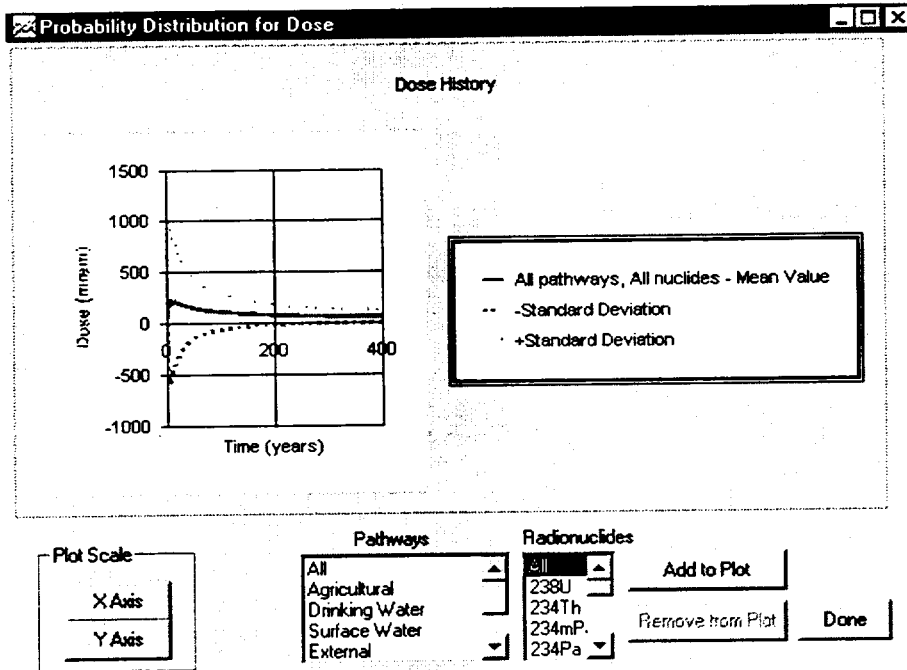 Probability Distribution for Dose
Dose History
1500
1000
500
0
-500
-1000
0
200
400
Dose (mrem)
Time (years)
All pathways, All nuclides - Mean Value
-Standard Deviation
+Standard Deviation
Plot Scale
X Axis
Y Axis
Pathways
All
Agricultural
Drinking Water
Surface Water
External
Radionuclides
All
238U
234Th
234mP.
234Pa
Add to Plot
Remove from Plot
Done